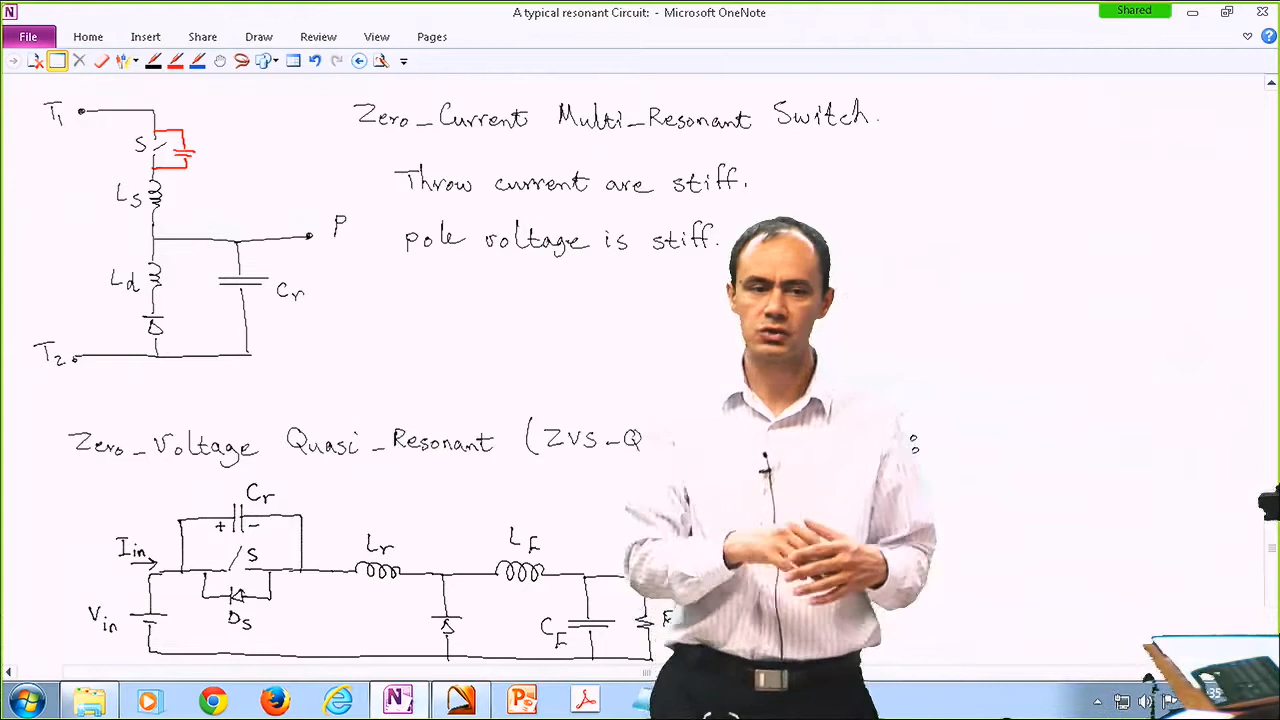 A typical resonant Circuit: - Microsoft OneNote
Shared
File Home Insert Share Draw Review View Pages
T1
S
Ls
Ld
D
T2
P
Cr
Zero_Current Multi_Resonant Switch.
Throw current are stiff.
pole voltage is stiff.
Zero_Voltage Quasi_Resonant (ZVS_Q :
Cr
+ -
Iin
S
Ds
Vin
Lr
LF
CF
35